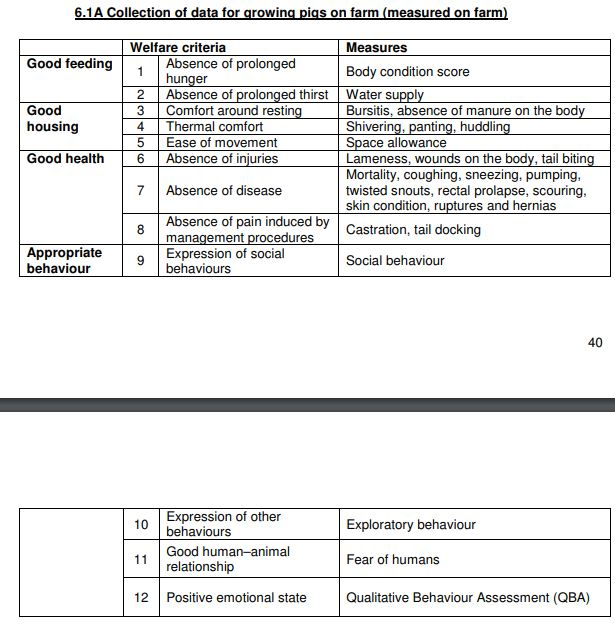 6.1A Collection of data for growing pigs on farm (measured on farm)
Welfare criteria
Measures
Good feeding
1
Absence of prolonged
hunger
Body condition score
2
Absence of prolonged thirst
Water supply
Good
housing
3
Comfort around resting
Bursitis, absence of manure on the body
4
Thermal comfort
Shivering, panting, huddling
5
Ease of movement
Space allowance
Good health
6
Absence of injuries
Lameness, wounds on the body, tail biting
7
Absence of disease
Mortality, coughing, sneezing, pumping,
twisted snouts, rectal prolapse, scouring,
skin condition, ruptures and hernias
8
Absence of pain induced by
management procedures
Castration, tail docking
Appropriate
behaviour
9
Expression of social
behaviours
Social behaviour
40
10
Expression of other
behaviours
Exploratory behaviour
11
Good human–animal
relationship
Fear of humans
12
Positive emotional state
Qualitative Behaviour Assessment (QBA)